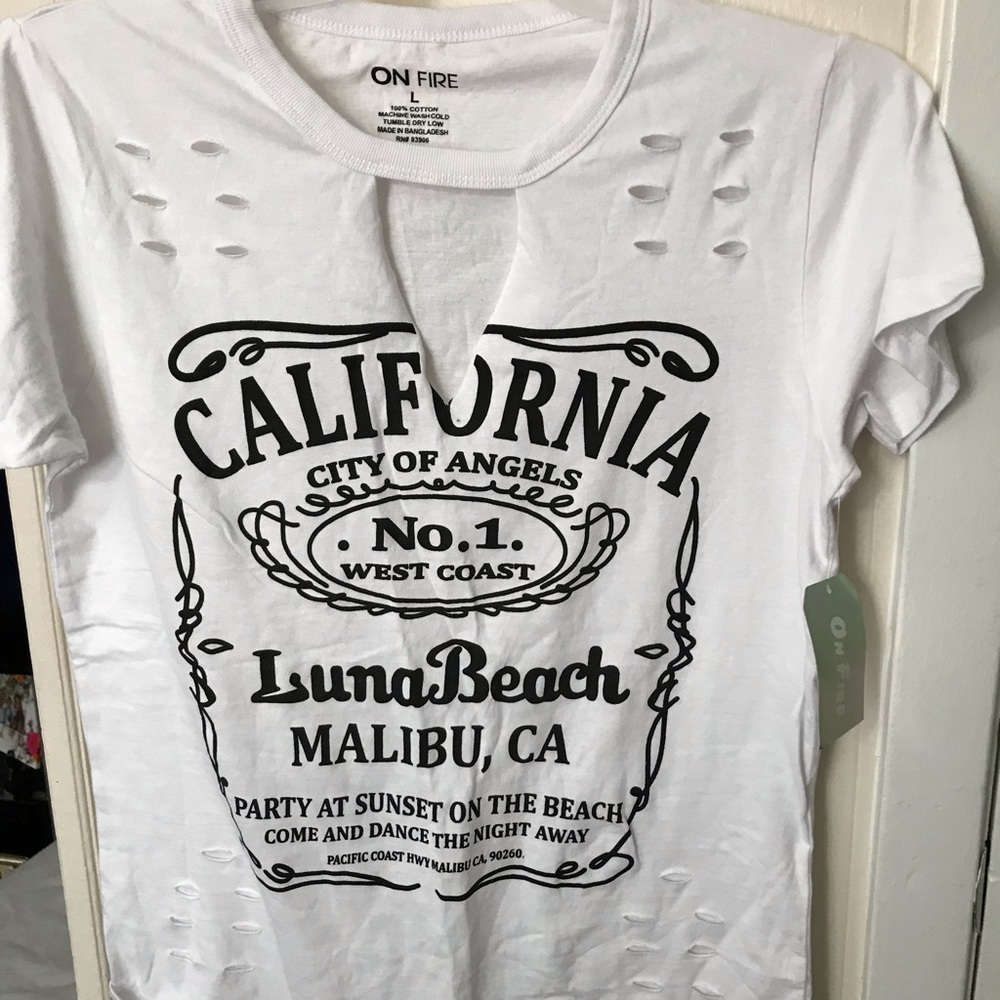 ON FIRE
L
100% COTTON
MACHINE WASH COLD
TUMBLE DRY LOW
MADE IN BANGLADESH
RN# 93906
CALIFORNIA
CITY OF ANGELS
. No.1.
WEST COAST
LunaBeach
MALIBU, CA
PARTY AT SUNSET ON THE BEACH
COME AND DANCE THE NIGHT AWAY
PACIFIC COAST HWY MALIBU CA, 90260.
ON FIRE